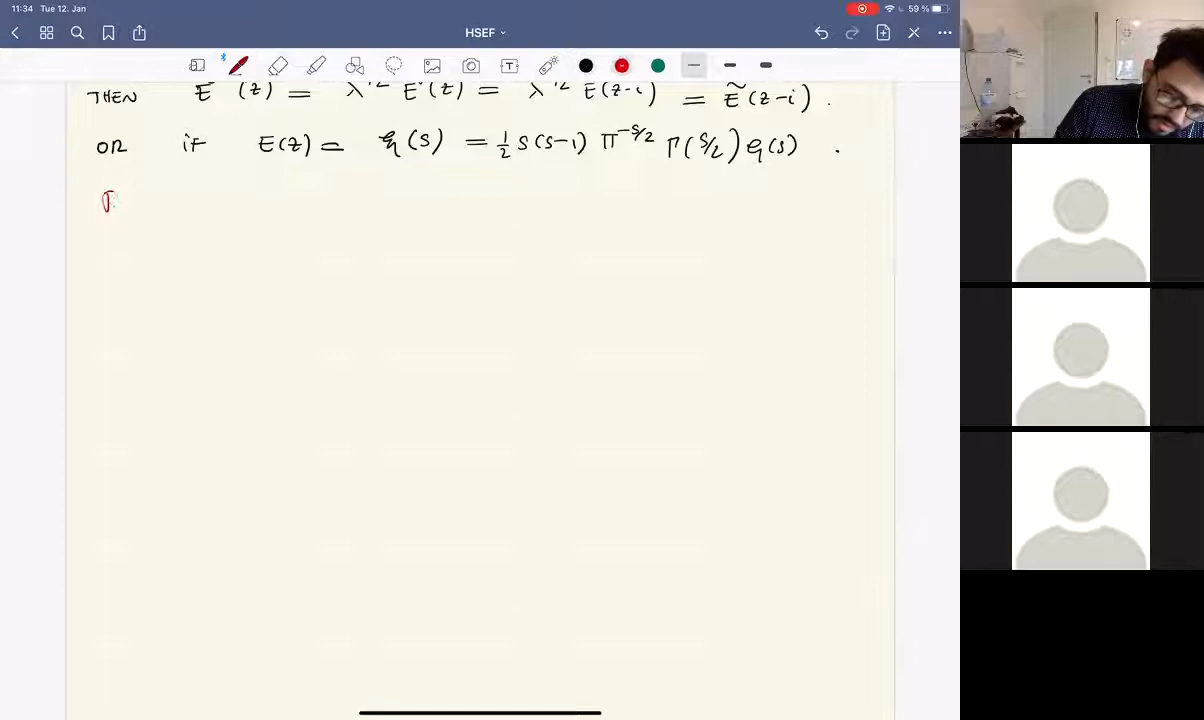 11:34 Tue 12. Jan
59 %
HSEF
THEN Ẽ*(z) = λ^{1/2} E*(z) = λ^{1/2} E(z-i) = Ẽ(z-i) .
OR if E(z) = ξ(s) = ½ s(s-1) π^{-s/2} Γ(s/2) ζ(s) .